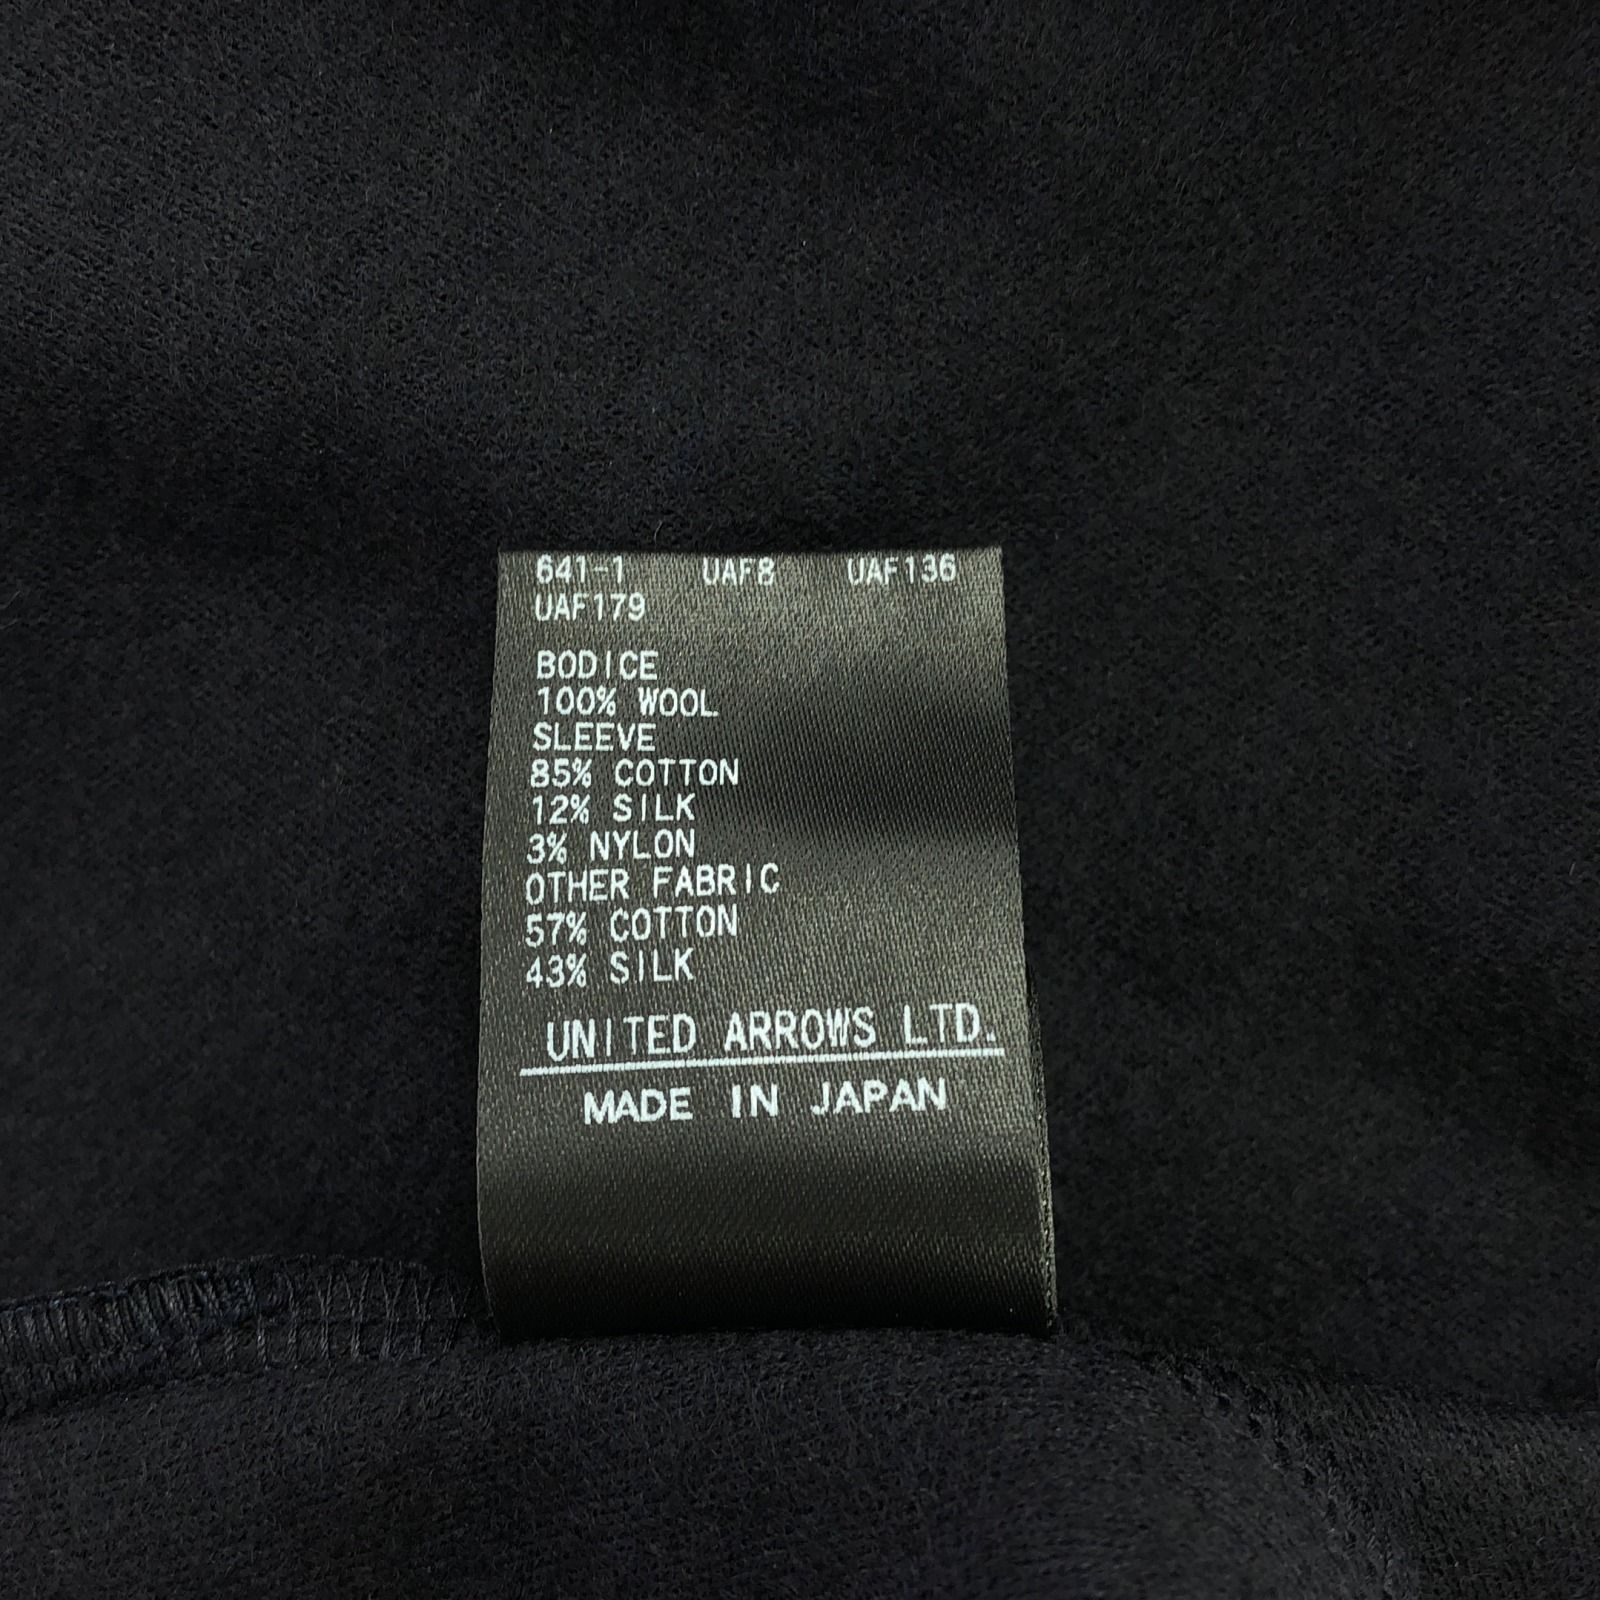 641-1 UAF8 UAF136
UAF179
BODICE
100% WOOL
SLEEVE
85% COTTON
12% SILK
3% NYLON
OTHER FABRIC
57% COTTON
43% SILK
UNITED ARROWS LTD.
MADE IN JAPAN